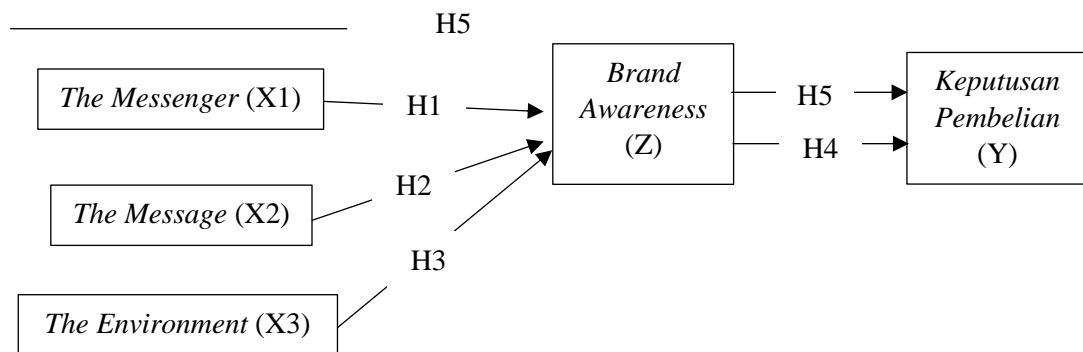 H5
The Messenger (X1)
H1
Brand
Awareness
(Z)
H5
Keputusan
Pembelian
(Y)
H4
H2
The Message (X2)
H3
The Environment (X3)